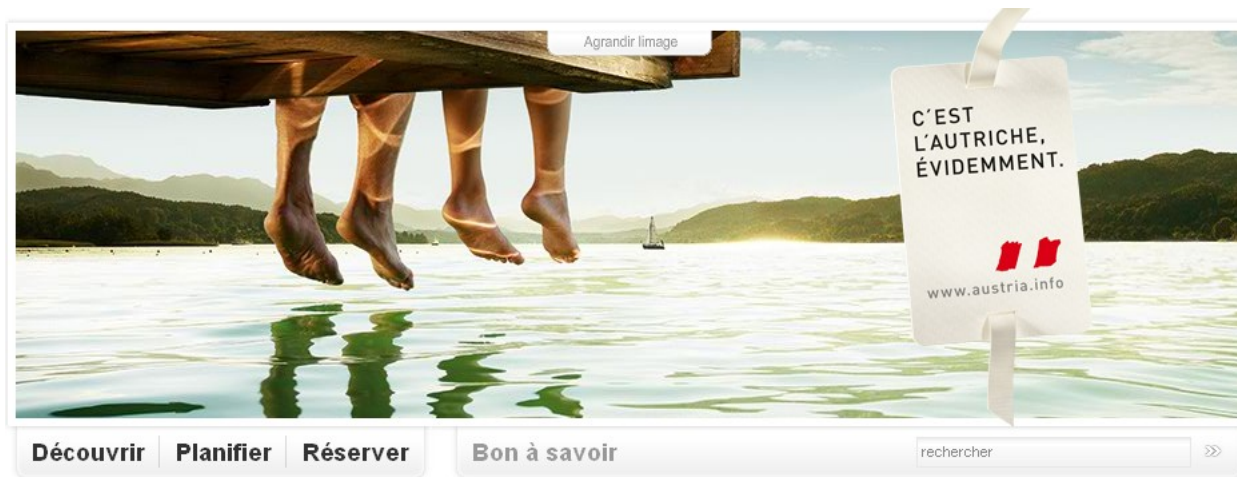 Agrandir limage
C´EST
L´AUTRICHE,
ÉVIDEMMENT.
www.austria.info
Découvrir Planifier Réserver Bon à savoir rechercher